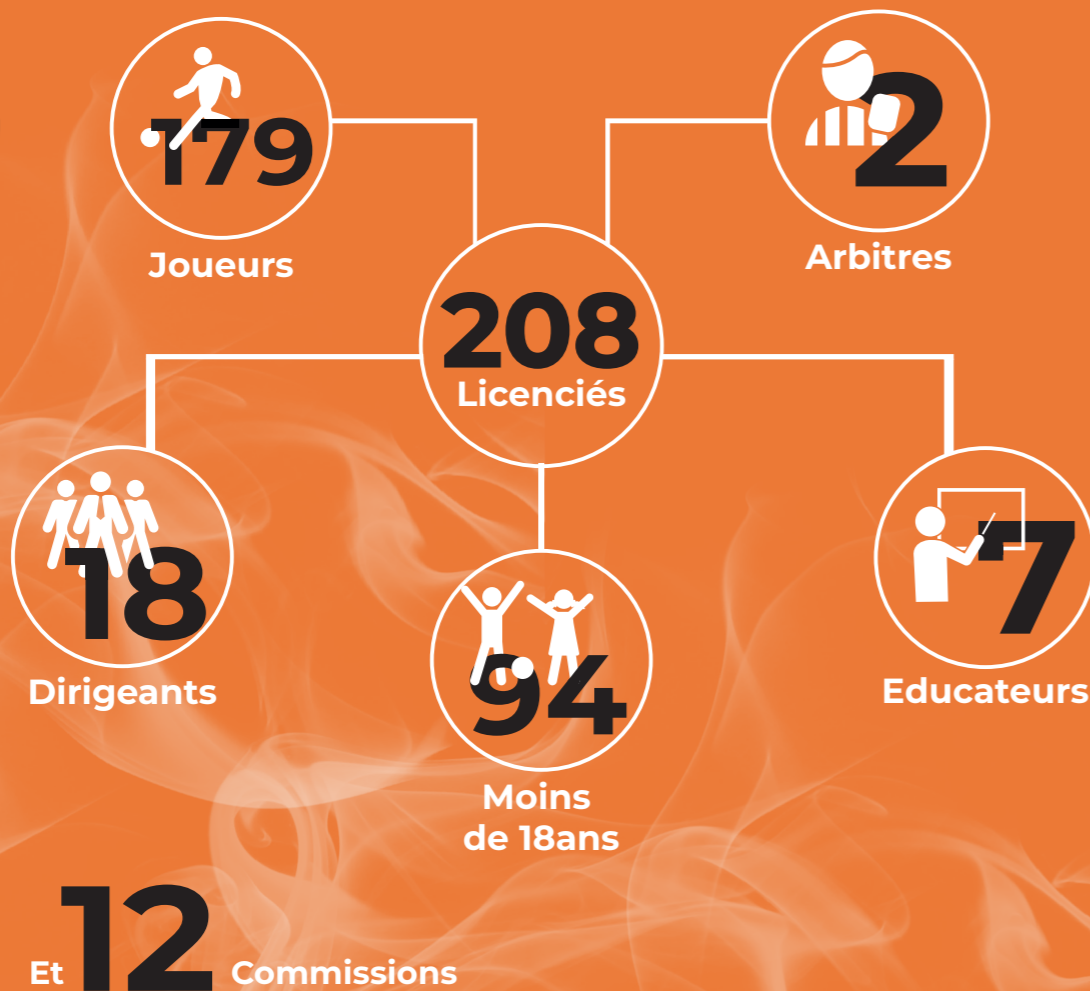 179
Joueurs
2
Arbitres
208
Licenciés
18
Dirigeants
94
Moins
de 18ans
7
Educateurs
Et 12 Commissions